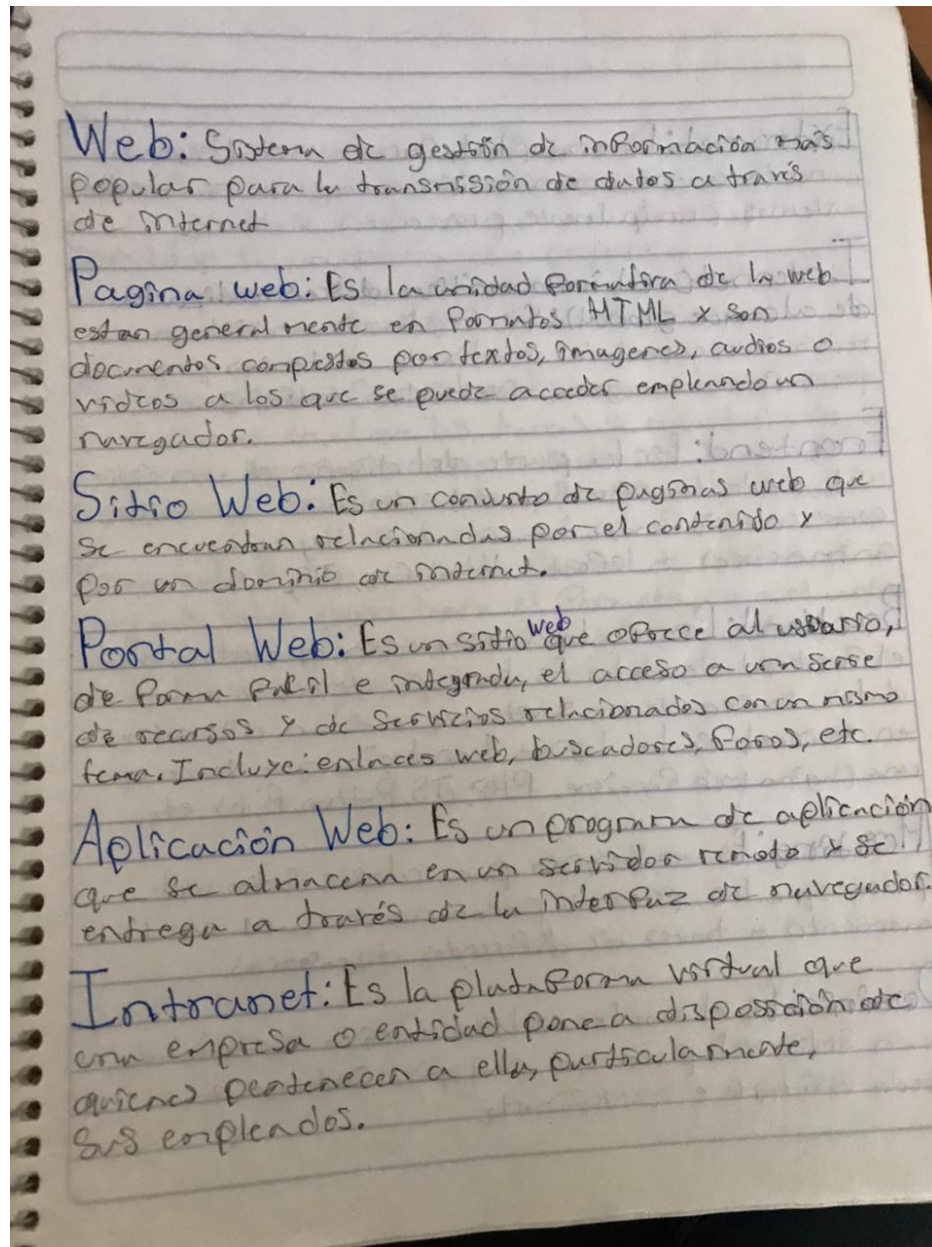 Web: Sistema de gestión de información más
popular para la transmisión de datos a través
de internet
Pagina web: Es la unidad formativa de la web
estan generalmente en formatos HTML y son
documentos compuestos por textos, imagenes, audios o
videos a los que se puede acceder empleando un
navegador.
Sitio Web: Es un conjunto de paginas web que
se encuentran relacionadas por el contenido y
por un dominio de internet.
Portal Web: Es un sitio web que ofrece al usuario,
de forma facil e integrada, el acceso a una serie
de recursos y de servicios relacionados con un mismo
tema. Incluye: enlaces web, buscadores, foros, etc.
Aplicación Web: Es un programa de aplicación
que se almacena en un servidor remoto y se
entrega a través de la interfaz de navegador.
Intranet: Es la plataforma virtual que
una empresa o entidad pone a disposición de
quienes pertenecen a ella, particularmente,
sus empleados.